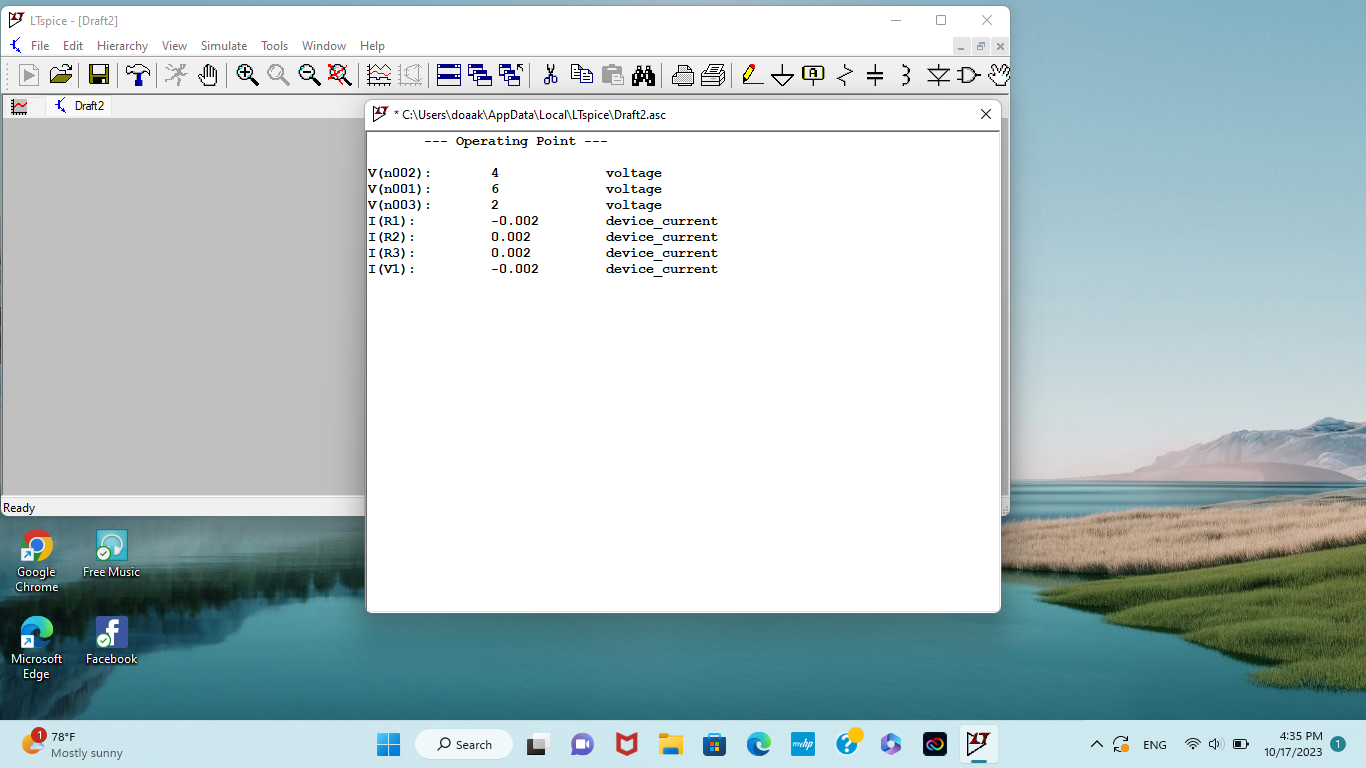 LTspice - [Draft2]
File Edit Hierarchy View Simulate Tools Window Help
Draft2
* C:\Users\doaak\AppData\Local\LTspice\Draft2.asc
--- Operating Point ---
V(n002): 4 voltage
V(n001): 6 voltage
V(n003): 2 voltage
I(R1): -0.002 device_current
I(R2): 0.002 device_current
I(R3): 0.002 device_current
I(V1): -0.002 device_current
Ready
Google Chrome
Free Music
Microsoft Edge
Facebook
1
78°F
Mostly sunny
Search
myhp
ENG
4:35 PM
10/17/2023
1